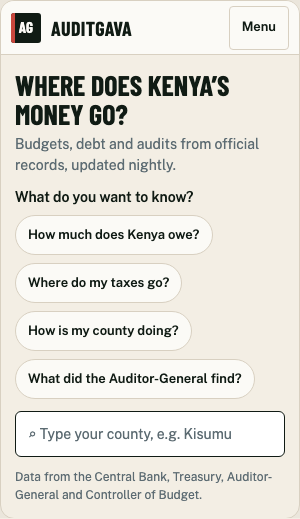 AG AUDITGAVA Menu
WHERE DOES KENYA'S
MONEY GO?
Budgets, debt and audits from official
records, updated nightly.
What do you want to know?
How much does Kenya owe?
Where do my taxes go?
How is my county doing?
What did the Auditor-General find?
⌕ Type your county, e.g. Kisumu
Data from the Central Bank, Treasury, Auditor-
General and Controller of Budget.